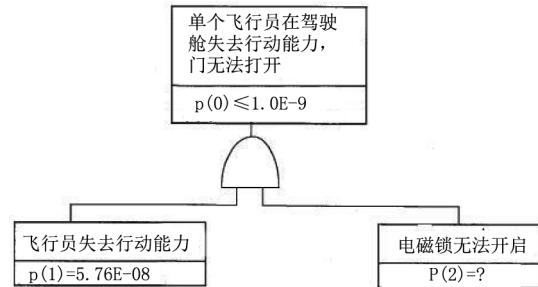 单个飞行员在驾驶
舱失去行动能力，
门无法打开
p(0)≤1.0E-9
飞行员失去行动能力
p(1)=5.76E-08
电磁锁无法开启
P(2)=?